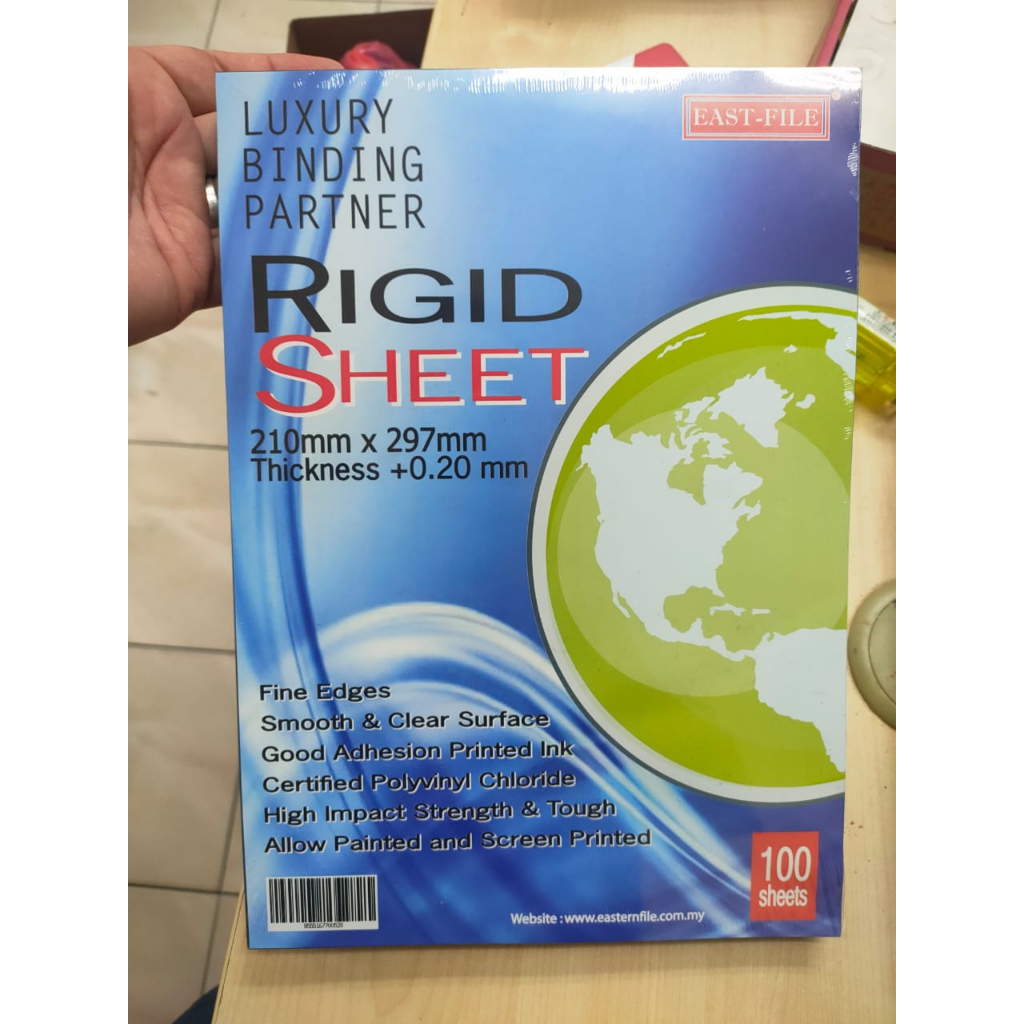 LUXURY
BINDING
PARTNER
EAST-FILE
RIGID
SHEET
210mm x 297mm
Thickness +0.20 mm
Fine Edges
Smooth & Clear Surface
Good Adhesion Printed Ink
Certified Polyvinyl Chloride
High Impact Strength & Tough
Allow Painted and Screen Printed
100
sheets
Website : www.easternfile.com.my